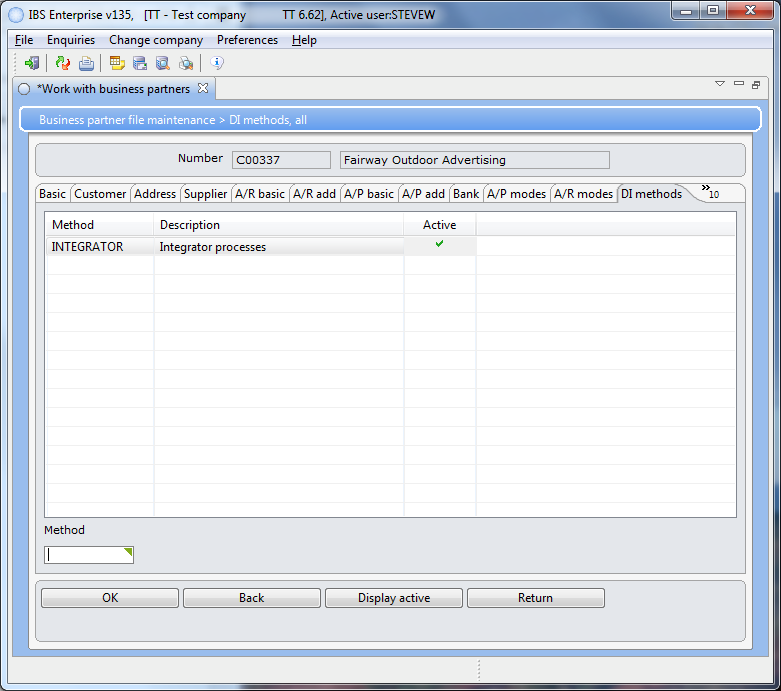 IBS Enterprise v135, [TT - Test company TT 6.62], Active user:STEVEW
File Enquiries Change company Preferences Help
*Work with business partners
Business partner file maintenance > DI methods, all
Number C00337 Fairway Outdoor Advertising
Basic Customer Address Supplier A/R basic A/R add A/P basic A/P add Bank A/P modes A/R modes DI methods »10
Method Description Active
INTEGRATOR Integrator processes
Method
OK Back Display active Return